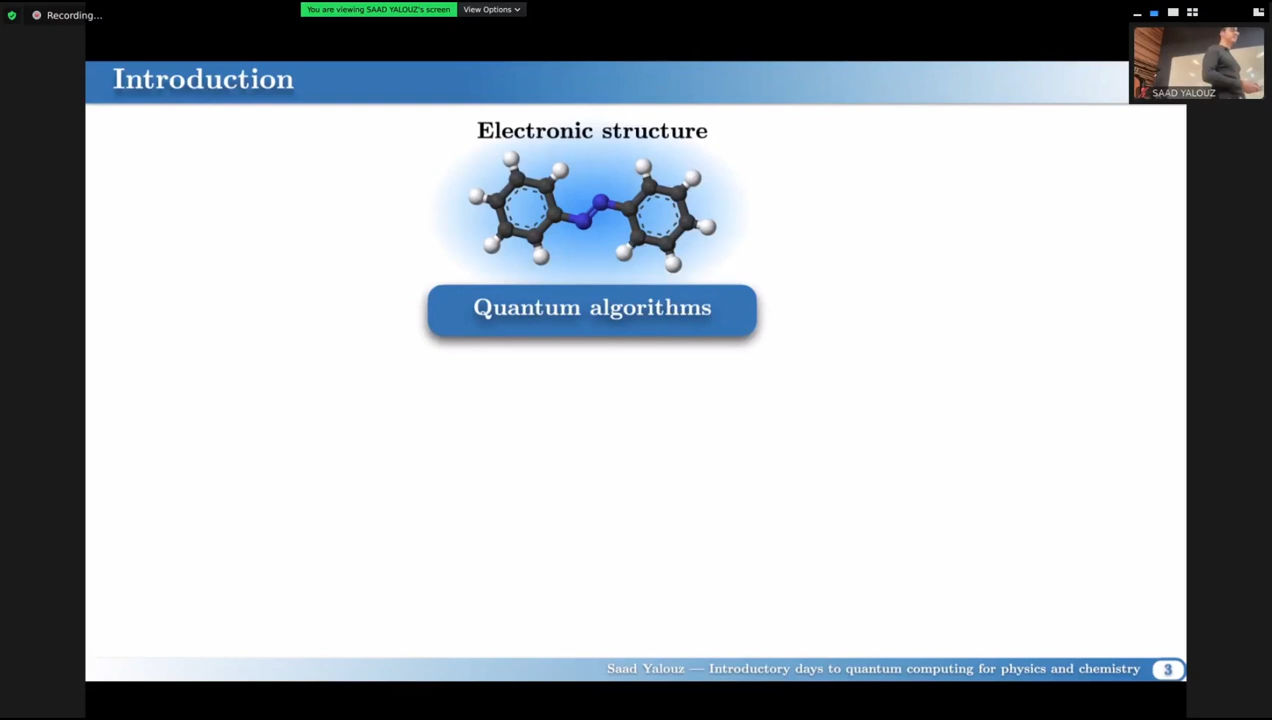 Recording...
You are viewing SAAD YALOUZ's screen
View Options
SAAD YALOUZ
Introduction
Electronic structure
Quantum algorithms
Saad Yalouz — Introductory days to quantum computing for physics and chemistry
3